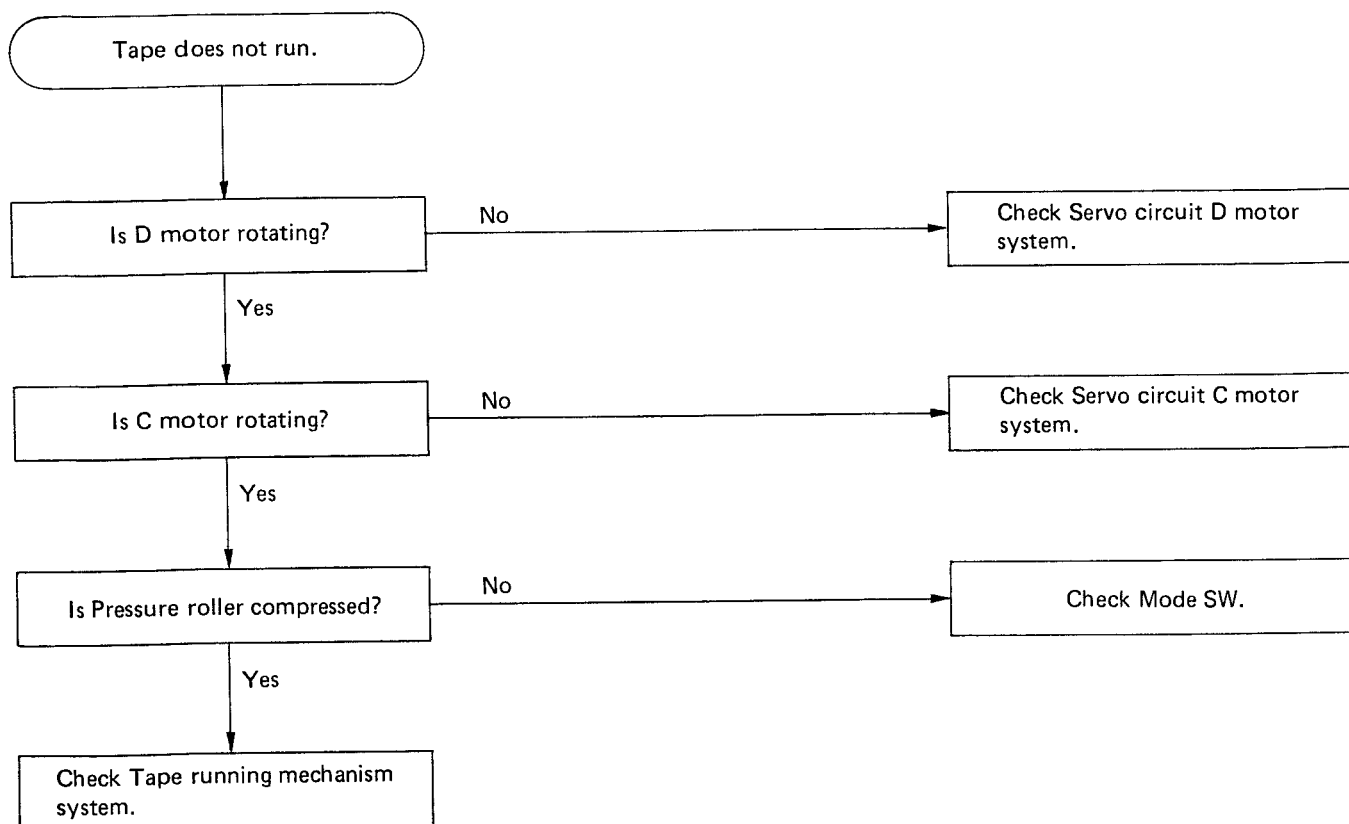 Tape does not run.
Is D motor rotating?
No
Check Servo circuit D motor
system.
Yes
Is C motor rotating?
No
Check Servo circuit C motor
system.
Yes
Is Pressure roller compressed?
No
Check Mode SW.
Yes
Check Tape running mechanism
system.